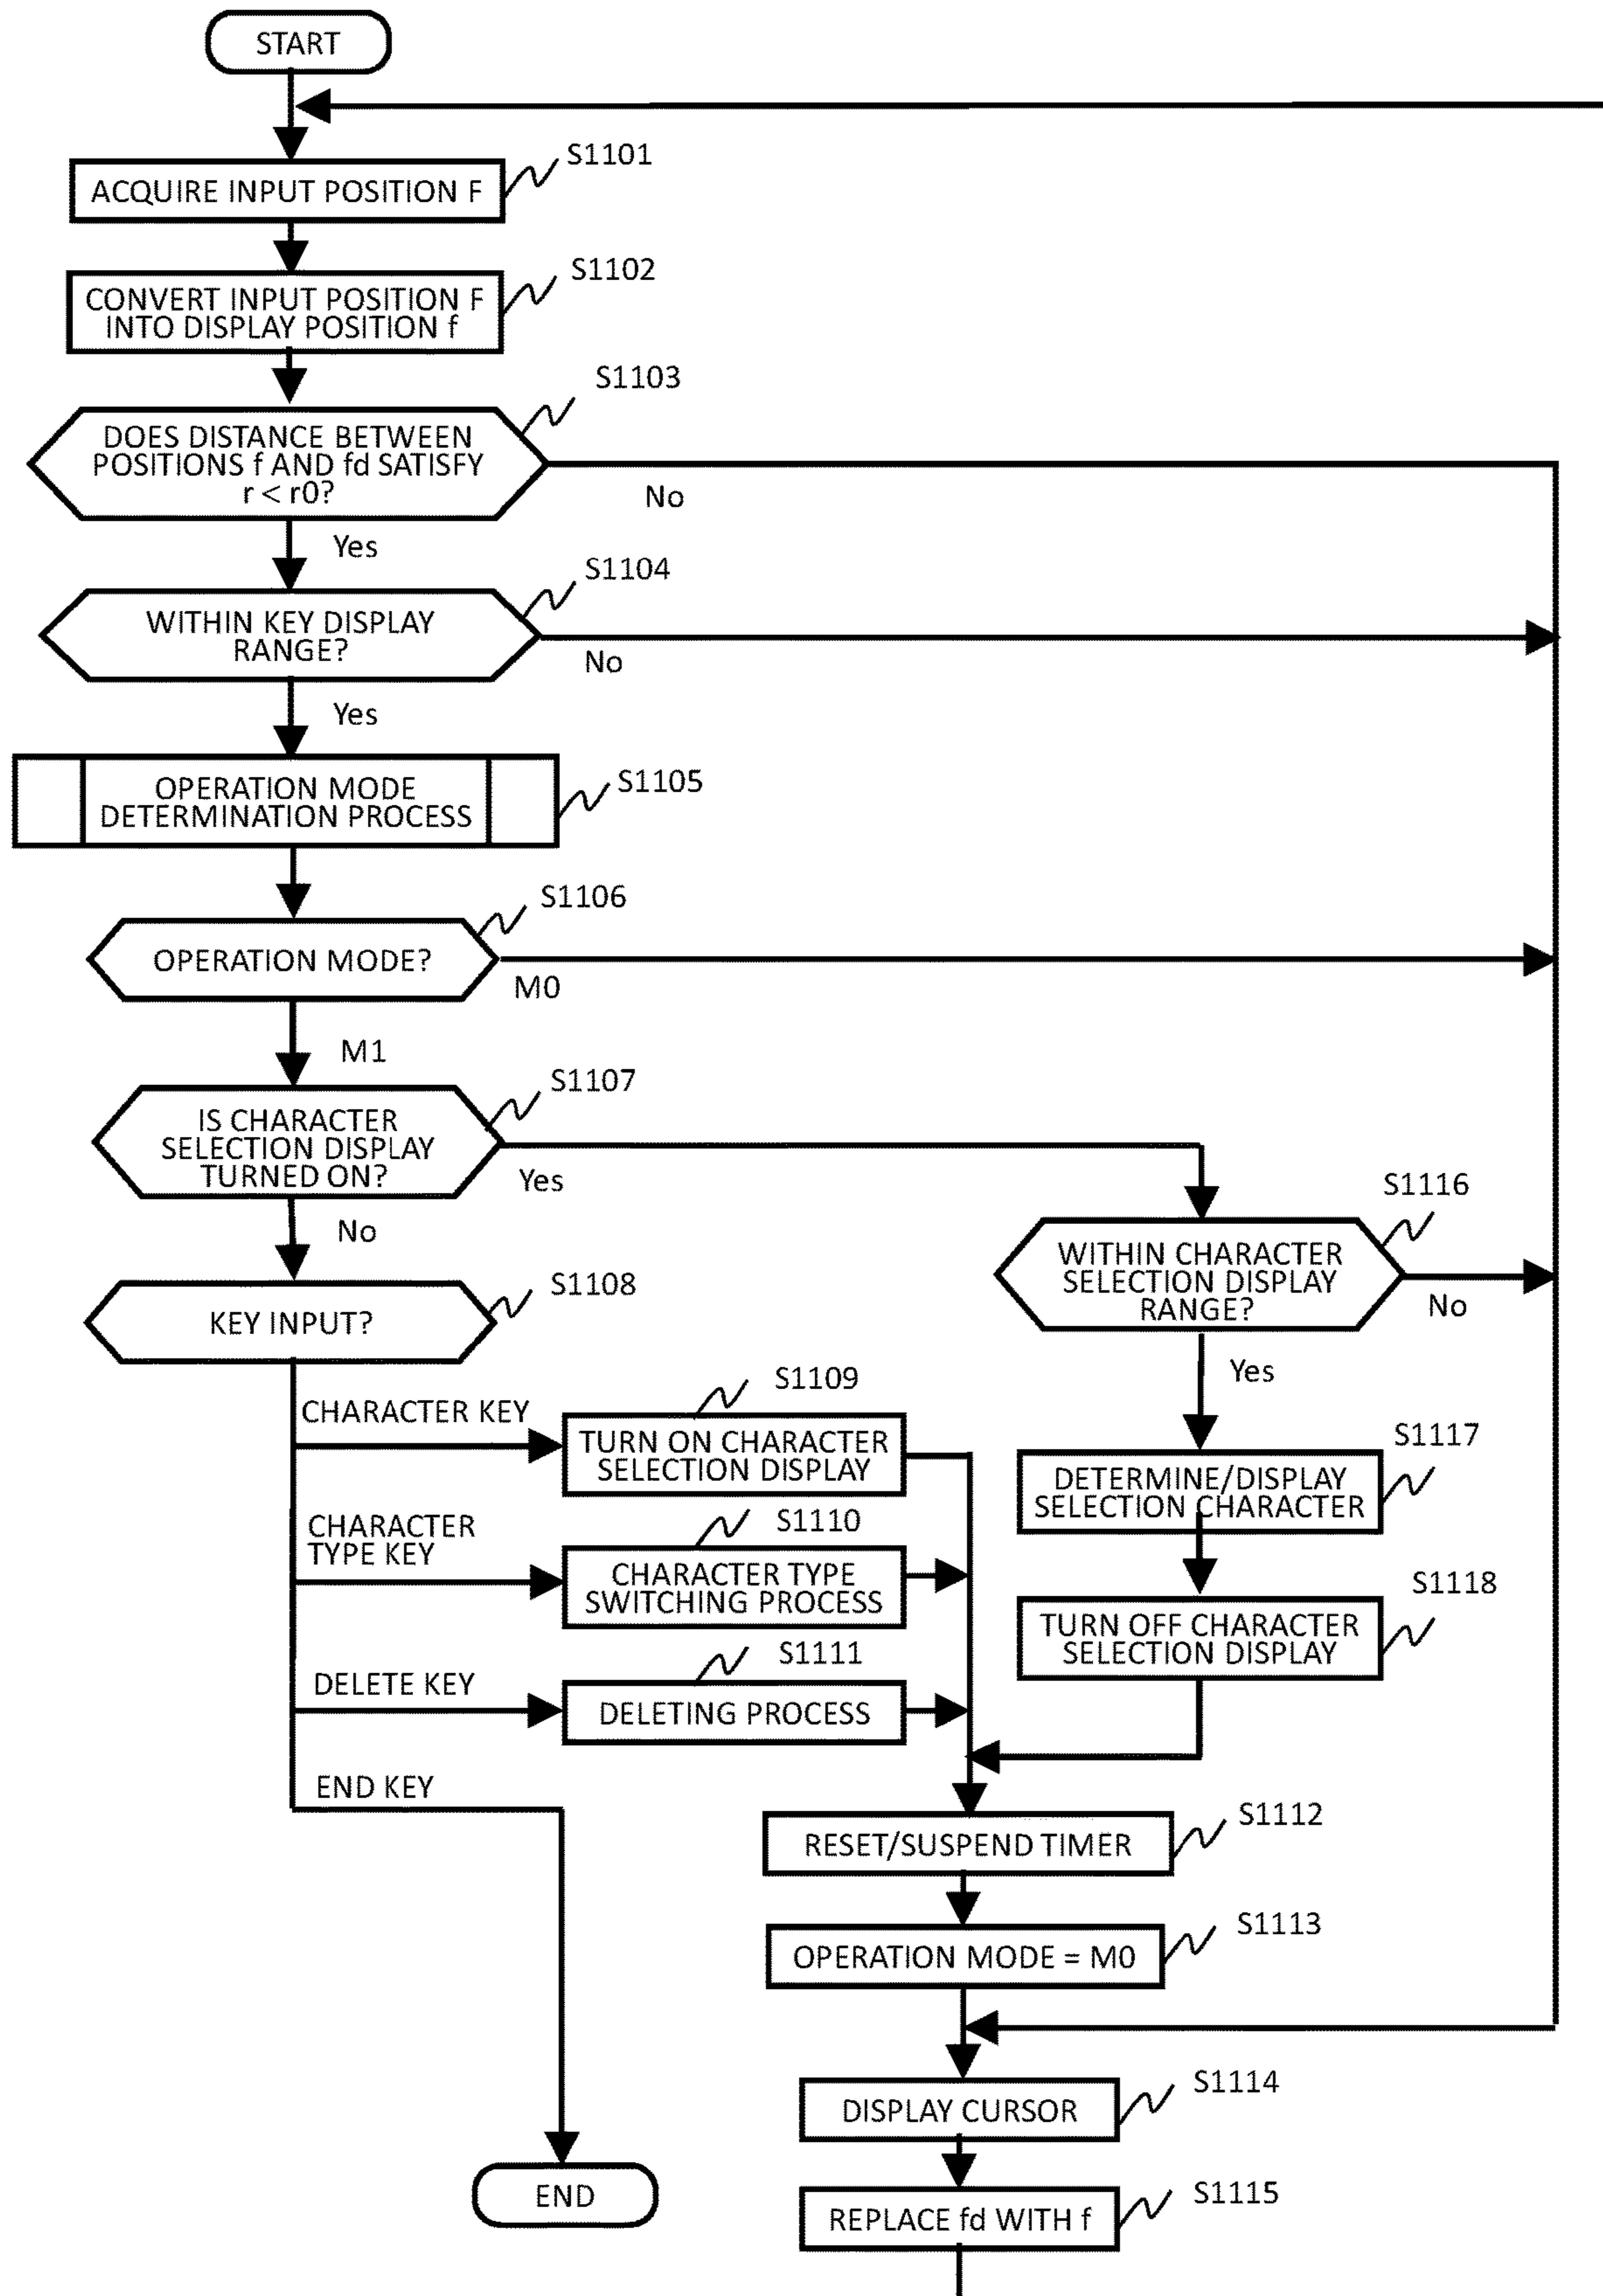 START
S1101
ACQUIRE INPUT POSITION F
S1102
CONVERT INPUT POSITION F
INTO DISPLAY POSITION f
S1103
DOES DISTANCE BETWEEN
POSITIONS f AND fd SATISFY
r < r0?
No
Yes
S1104
WITHIN KEY DISPLAY
RANGE?
No
Yes
S1105
OPERATION MODE
DETERMINATION PROCESS
S1106
OPERATION MODE?
M0
M1
S1107
IS CHARACTER
SELECTION DISPLAY
TURNED ON?
Yes
No
S1116
WITHIN CHARACTER
SELECTION DISPLAY
RANGE?
No
Yes
S1108
KEY INPUT?
CHARACTER KEY
S1109
TURN ON CHARACTER
SELECTION DISPLAY
S1117
DETERMINE/DISPLAY
SELECTION CHARACTER
CHARACTER
TYPE KEY
S1110
CHARACTER TYPE
SWITCHING PROCESS
S1118
TURN OFF CHARACTER
SELECTION DISPLAY
DELETE KEY
S1111
DELETING PROCESS
END KEY
S1112
RESET/SUSPEND TIMER
S1113
OPERATION MODE = M0
S1114
DISPLAY CURSOR
END
S1115
REPLACE fd WITH f